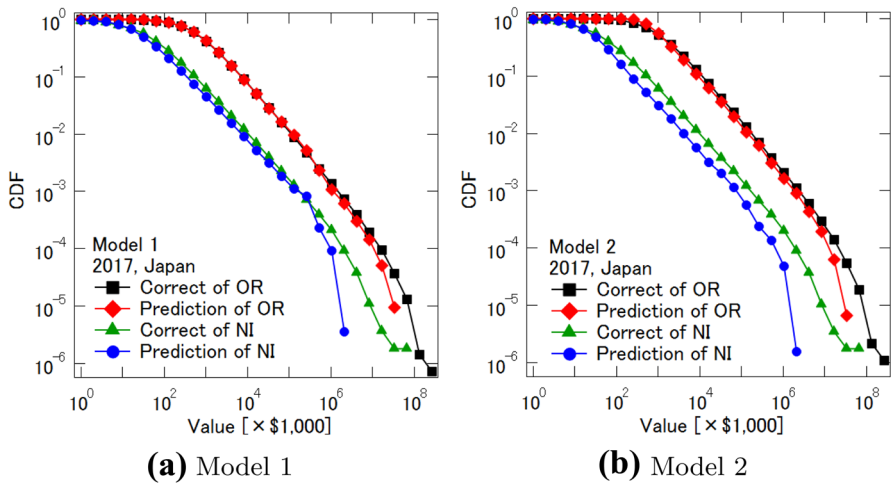 CDF
10^0
10^-1
10^-2
10^-3
10^-4
10^-5
10^-6
Model 1
2017, Japan
Correct of OR
Prediction of OR
Correct of NI
Prediction of NI
10^0 10^2 10^4 10^6 10^8
Value [×$1,000]
(a) Model 1
CDF
10^0
10^-1
10^-2
10^-3
10^-4
10^-5
10^-6
Model 2
2017, Japan
Correct of OR
Prediction of OR
Correct of NI
Prediction of NI
10^0 10^2 10^4 10^6 10^8
Value [×$1,000]
(b) Model 2